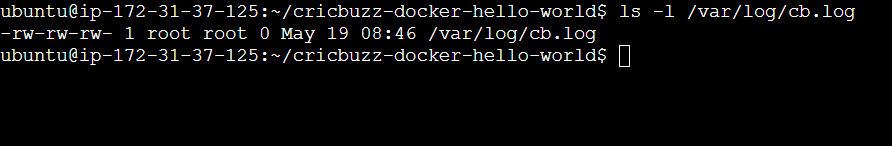 ubuntu@ip-172-31-37-125:~/cricbuzz-docker-hello-world$ ls -l /var/log/cb.log
-rw-rw-rw- 1 root root 0 May 19 08:46 /var/log/cb.log
ubuntu@ip-172-31-37-125:~/cricbuzz-docker-hello-world$